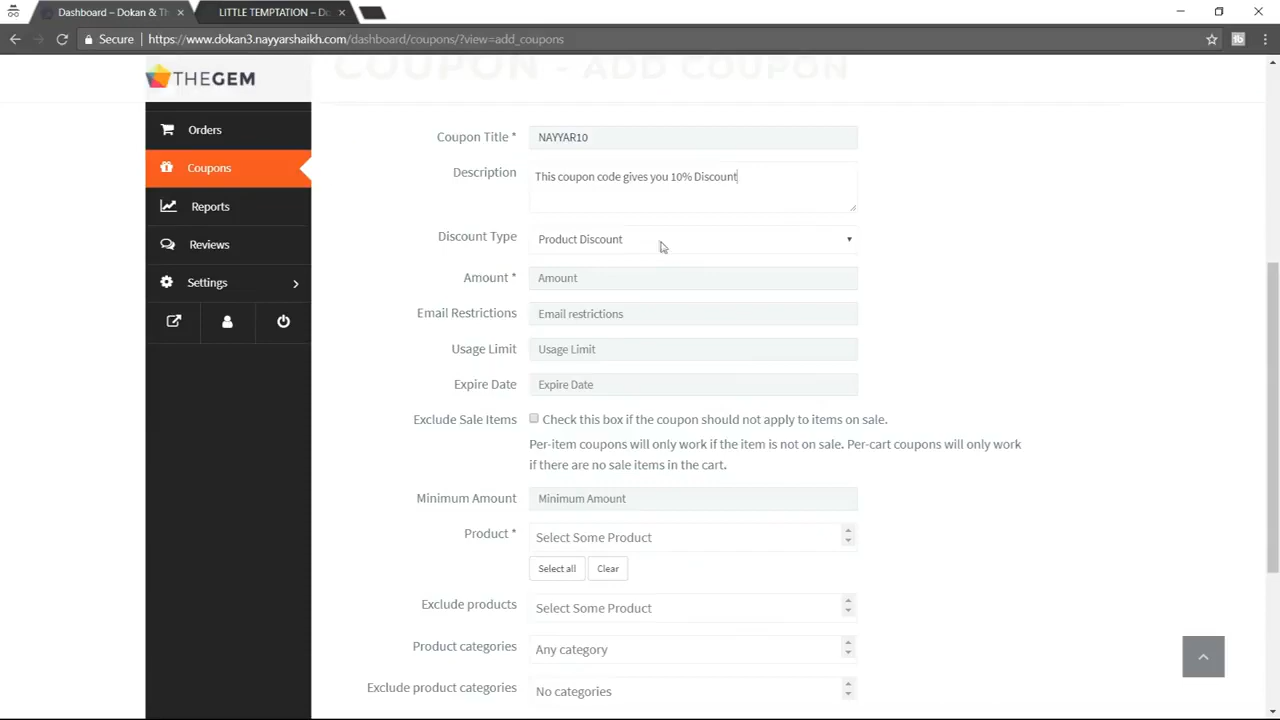 Dashboard – Dokan & Th
LITTLE TEMPTATION – Do
Secure https://www.dokan3.nayyarshaikh.com/dashboard/coupons/?view=add_coupons
fb
THEGEM
COUPON - ADD COUPON
Orders
Coupons
Reports
Reviews
Settings
Coupon Title * NAYYAR10
Description This coupon code gives you 10% Discount
Discount Type Product Discount
Amount * Amount
Email Restrictions Email restrictions
Usage Limit Usage Limit
Expire Date Expire Date
Exclude Sale Items Check this box if the coupon should not apply to items on sale.
Per-item coupons will only work if the item is not on sale. Per-cart coupons will only work
if there are no sale items in the cart.
Minimum Amount Minimum Amount
Product * Select Some Product
Select all Clear
Exclude products Select Some Product
Product categories Any category
Exclude product categories No categories